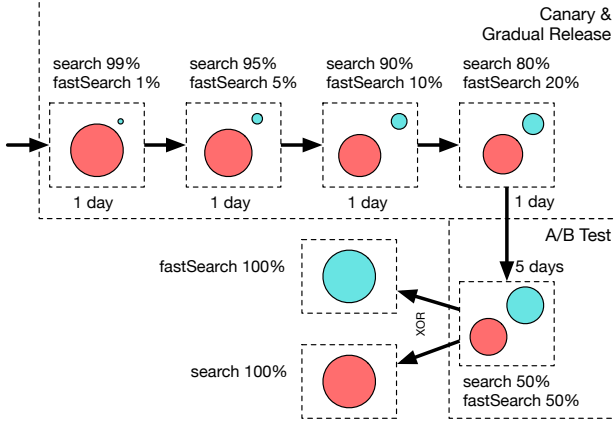 Canary &
Gradual Release
search 99%
fastSearch 1%
search 95%
fastSearch 5%
search 90%
fastSearch 10%
search 80%
fastSearch 20%
1 day
1 day
1 day
1 day
A/B Test
5 days
fastSearch 100%
XOR
search 100%
search 50%
fastSearch 50%